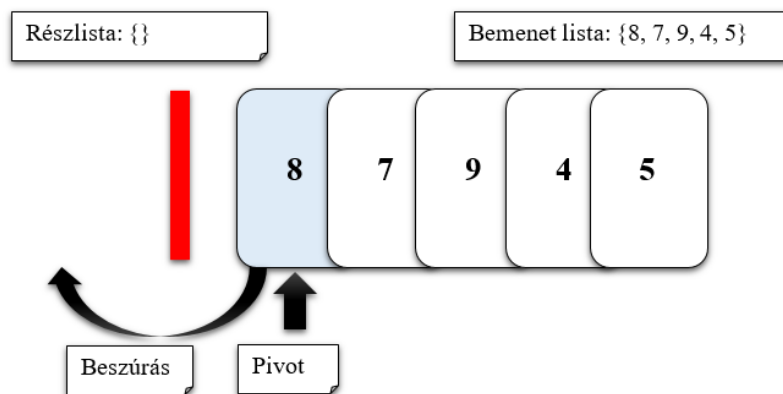 Részlista: {}
Bemenet lista: {8, 7, 9, 4, 5}
8 7 9 4 5
Beszúrás
Pivot